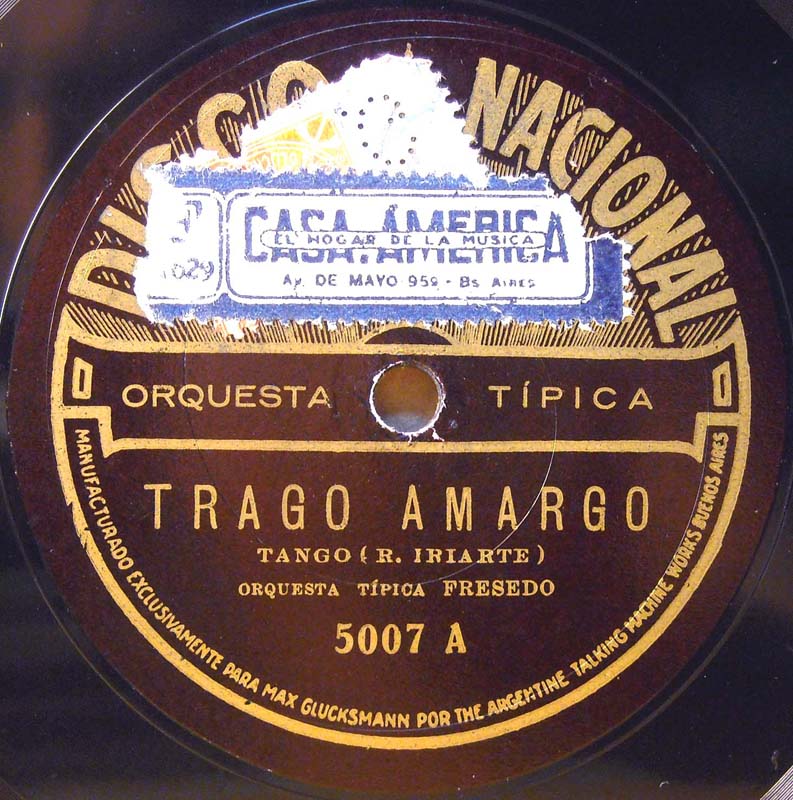 DISCO NACIONAL
CASA AMERICA
EL HOGAR DE LA MUSICA
AV. DE MAYO 959 - Bs AIRES
ORQUESTA TÍPICA
TRAGO AMARGO
TANGO (R. IRIARTE)
ORQUESTA TÍPICA FRESEDO
5007 A
MANUFACTURADO EXCLUSIVAMENTE PARA MAX GLUCKSMANN POR THE ARGENTINE TALKING MACHINE WORKS BUENOS AIRES